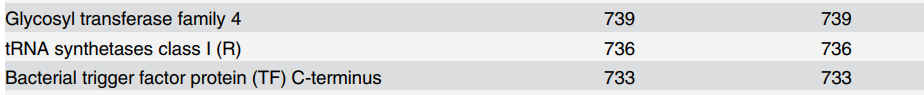 Glycosyl transferase family 4 739 739
tRNA synthetases class I (R) 736 736
Bacterial trigger factor protein (TF) C-terminus 733 733